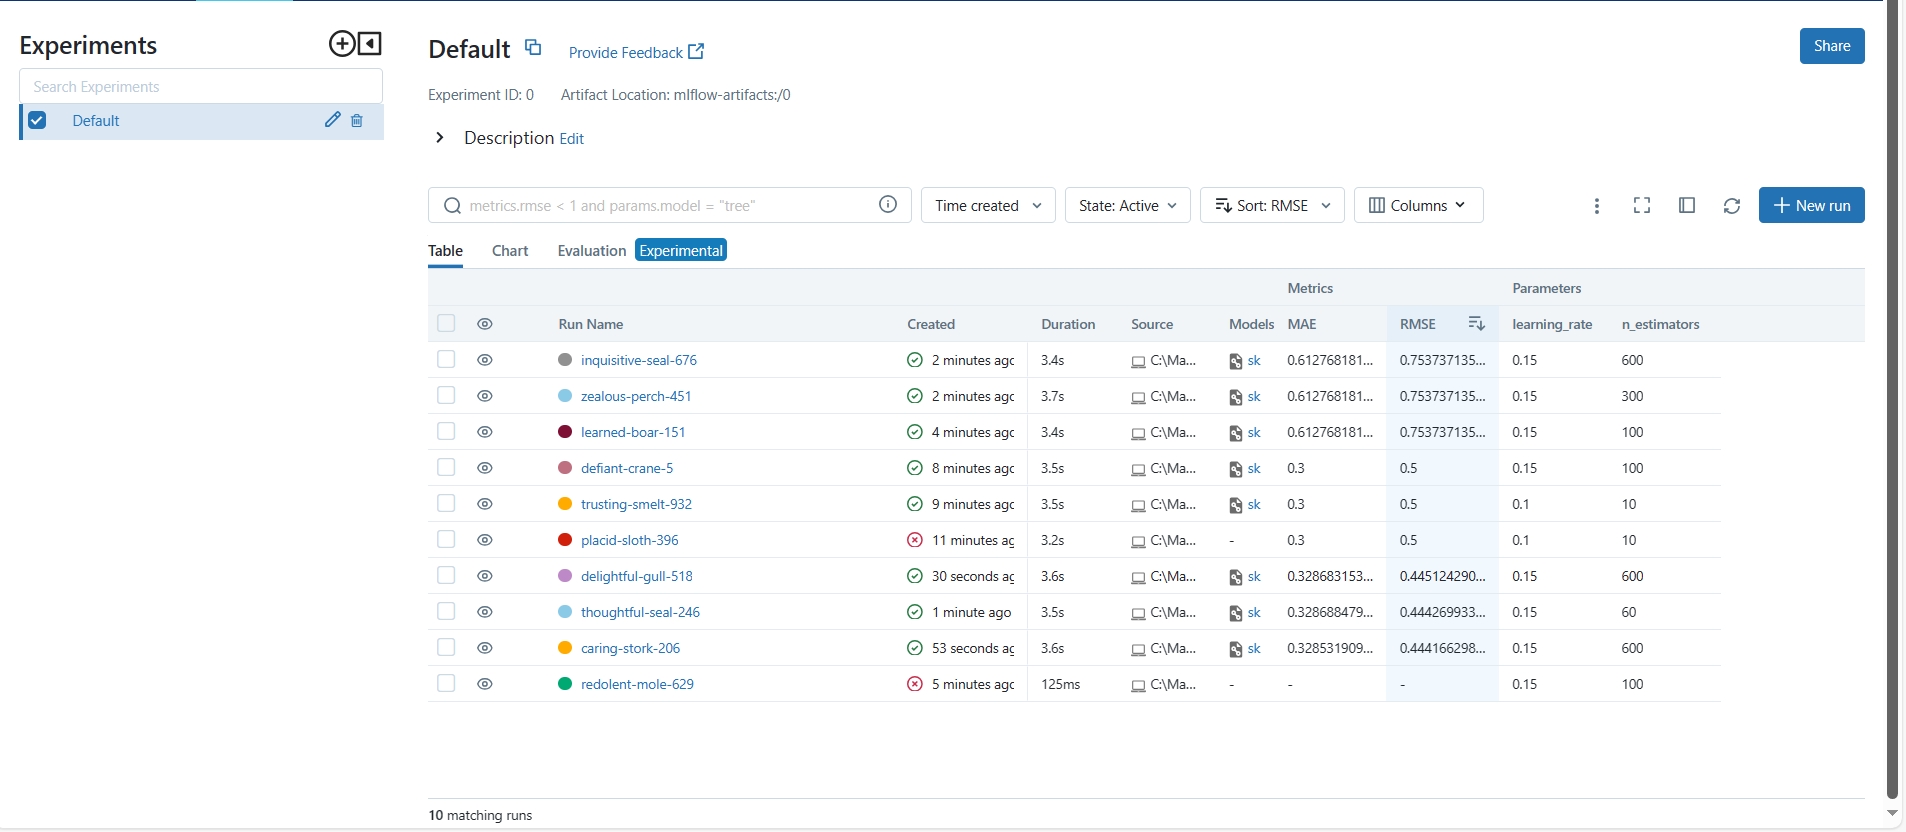 Experiments
Search Experiments
Default
Default Provide Feedback
Share
Experiment ID: 0 Artifact Location: mlflow-artifacts:/0
Description Edit
metrics.rmse < 1 and params.model = "tree" Time created State: Active Sort: RMSE Columns New run
Table Chart Evaluation Experimental
Metrics Parameters
Run Name Created Duration Source Models MAE RMSE learning_rate n_estimators
inquisitive-seal-676 2 minutes agc 3.4s C:\Ma... sk 0.612768181... 0.753737135... 0.15 600
zealous-perch-451 2 minutes agc 3.7s C:\Ma... sk 0.612768181... 0.753737135... 0.15 300
learned-boar-151 4 minutes agc 3.4s C:\Ma... sk 0.612768181... 0.753737135... 0.15 100
defiant-crane-5 8 minutes agc 3.5s C:\Ma... sk 0.3 0.5 0.15 100
trusting-smelt-932 9 minutes agc 3.5s C:\Ma... sk 0.3 0.5 0.1 10
placid-sloth-396 11 minutes ag 3.2s C:\Ma... - 0.3 0.5 0.1 10
delightful-gull-518 30 seconds ag 3.6s C:\Ma... sk 0.328683153... 0.445124290... 0.15 600
thoughtful-seal-246 1 minute ago 3.5s C:\Ma... sk 0.328688479... 0.444269933... 0.15 60
caring-stork-206 53 seconds ag 3.6s C:\Ma... sk 0.328531909... 0.444166298... 0.15 600
redolent-mole-629 5 minutes agc 125ms C:\Ma... - - - 0.15 100
10 matching runs